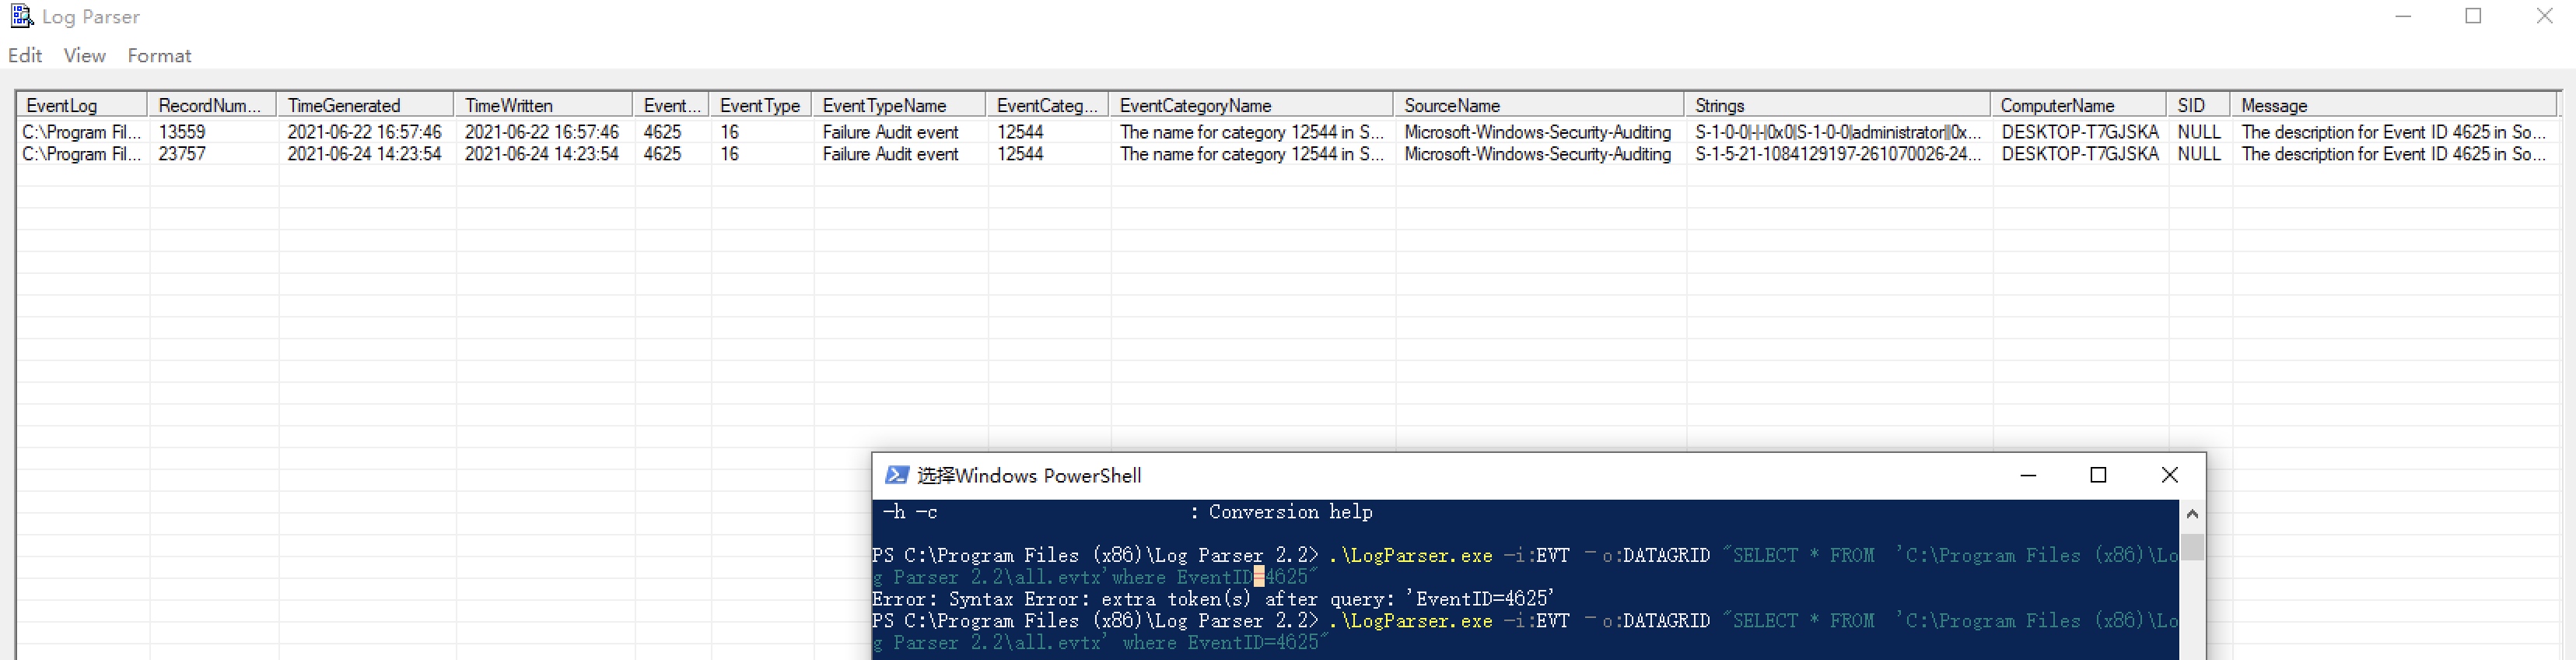 Log Parser
Edit View Format
EventLog RecordNum... TimeGenerated TimeWritten Event... EventType EventTypeName EventCateg... EventCategoryName SourceName Strings ComputerName SID Message
C:\Program Fil... 13559 2021-06-22 16:57:46 2021-06-22 16:57:46 4625 16 Failure Audit event 12544 The name for category 12544 in S... Microsoft-Windows-Security-Auditing S-1-0-0|-|-|0x0|S-1-0-0|administrator||0x... DESKTOP-T7GJSKA NULL The description for Event ID 4625 in So...
C:\Program Fil... 23757 2021-06-24 14:23:54 2021-06-24 14:23:54 4625 16 Failure Audit event 12544 The name for category 12544 in S... Microsoft-Windows-Security-Auditing S-1-5-21-1084129197-261070026-24... DESKTOP-T7GJSKA NULL The description for Event ID 4625 in So...
选择Windows PowerShell
-h -c : Conversion help
PS C:\Program Files (x86)\Log Parser 2.2> .\LogParser.exe -i:EVT –o:DATAGRID "SELECT * FROM 'C:\Program Files (x86)\Lo
g Parser 2.2\all.evtx'where EventID=4625"
Error: Syntax Error: extra token(s) after query: 'EventID=4625'
PS C:\Program Files (x86)\Log Parser 2.2> .\LogParser.exe -i:EVT –o:DATAGRID "SELECT * FROM 'C:\Program Files (x86)\Lo
g Parser 2.2\all.evtx' where EventID=4625"